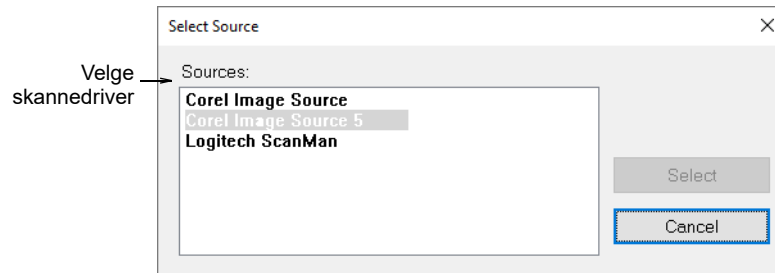 Select Source
Velge
skannedriver
Sources:
Corel Image Source
Corel Image Source 5
Logitech ScanMan
Select
Cancel